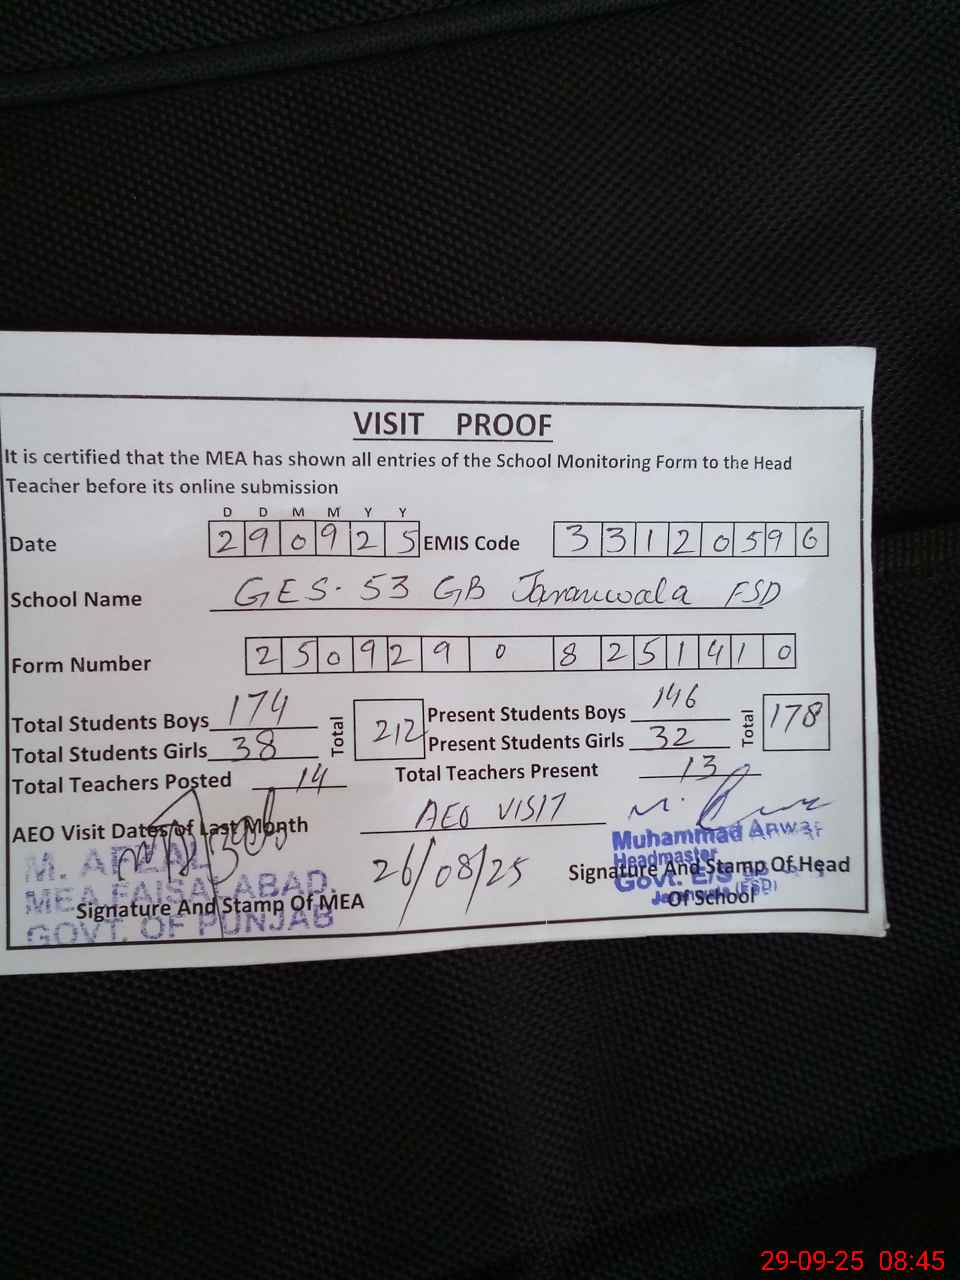 VISIT PROOF
It is certified that the MEA has shown all entries of the School Monitoring Form to the Head
Teacher before its online submission
D D M M Y Y
Date 2 9 0 9 2 5 EMIS Code 3 3 1 2 0 5 9 6
School Name GES. 53 GB Jaranwala FSD
Form Number 2 5 0 9 2 9 0 8 2 5 1 4 1 0
Total Students Boys 174 Total 212 Present Students Boys 146 Total 178
Total Students Girls 38 Present Students Girls 32
Total Teachers Posted 14 Total Teachers Present 13
AEO Visit Dates of Last Month AEO VISIT
26/08/25
M. AFZAL
MEA FAISALABAD.
GOVT. OF PUNJAB
Signature And Stamp Of MEA
Muhammad Anwar
Headmaster
Govt. E/S
Jaranwala (FSD)
Signature And Stamp Of Head
Of School
29-09-25 08:45